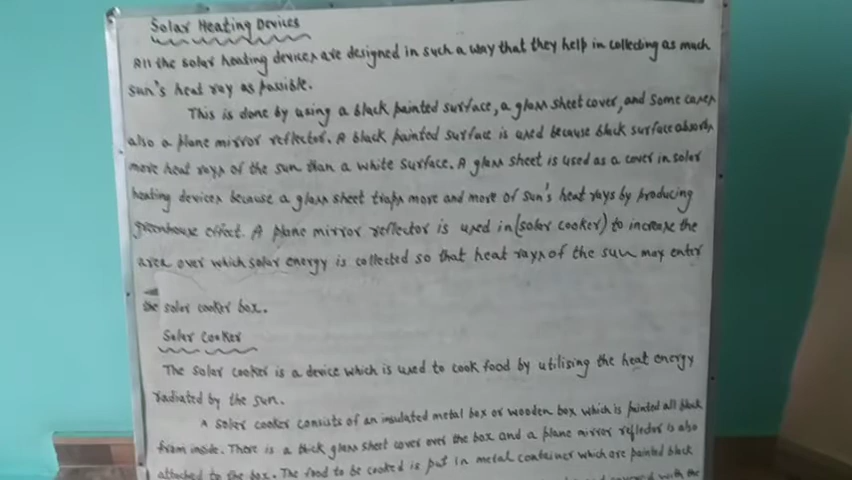 Solar Heating Devices
All the solar heating devices are designed in such a way that they help in collecting as much
sun's heat ray as possible.
This is done by using a black painted surface, a glass sheet cover, and some cases
also a plane mirror reflector. A black painted surface is used because black surface absorbs
more heat rays of the sun than a white surface. A glass sheet is used as a cover in solar
heating devices because a glass sheet traps more and more of sun's heat rays by producing
greenhouse effect. A plane mirror reflector is used in (solar cooker) to increase the
area over which solar energy is collected so that heat rays of the sun may enter
the solar cooker box.
Solar Cooker
The solar cooker is a device which is used to cook food by utilising the heat energy
radiated by the sun.
A solar cooker consists of an insulated metal box or wooden box which is painted all black
from inside. There is a thick glass sheet cover over the box and a plane mirror reflector is also
attached to the box. The food to be cooked is put in metal container which are painted black
with the